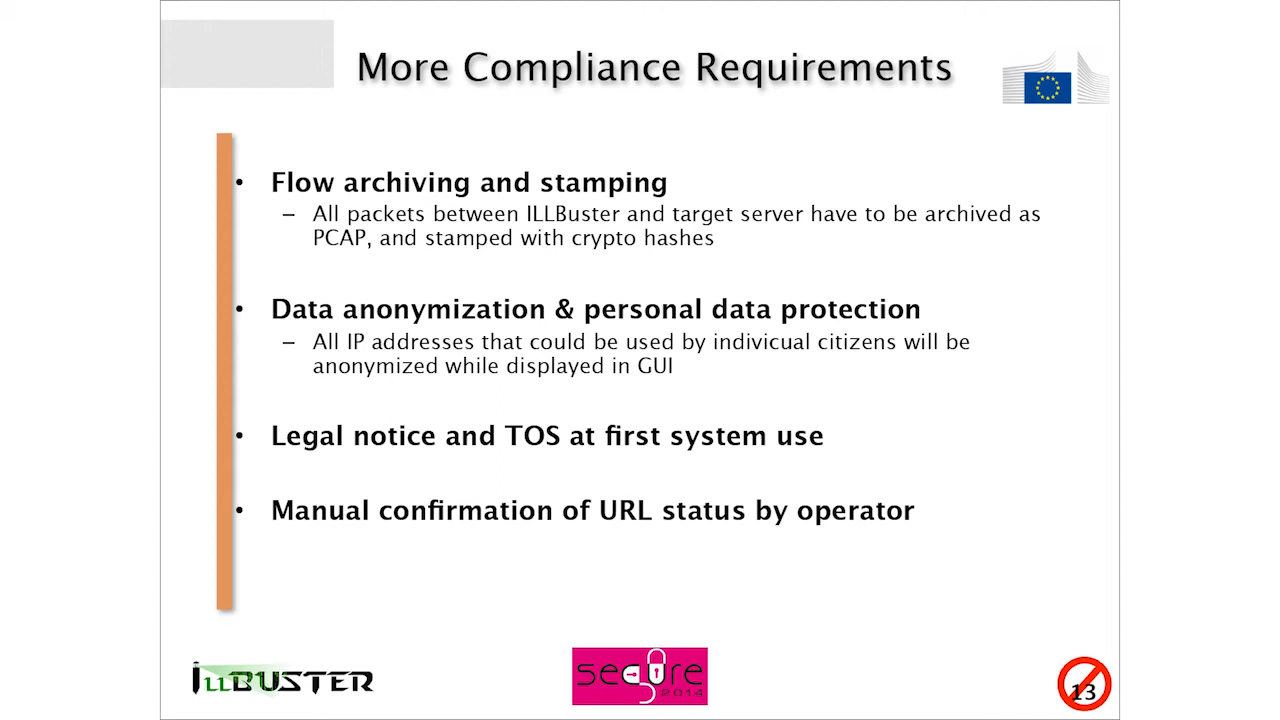 More Compliance Requirements
• Flow archiving and stamping
– All packets between ILLBuster and target server have to be archived as
PCAP, and stamped with crypto hashes
• Data anonymization & personal data protection
– All IP addresses that could be used by indivicual citizens will be
anonymized while displayed in GUI
• Legal notice and TOS at first system use
• Manual confirmation of URL status by operator
ILLBUSTER
secure
2014
13